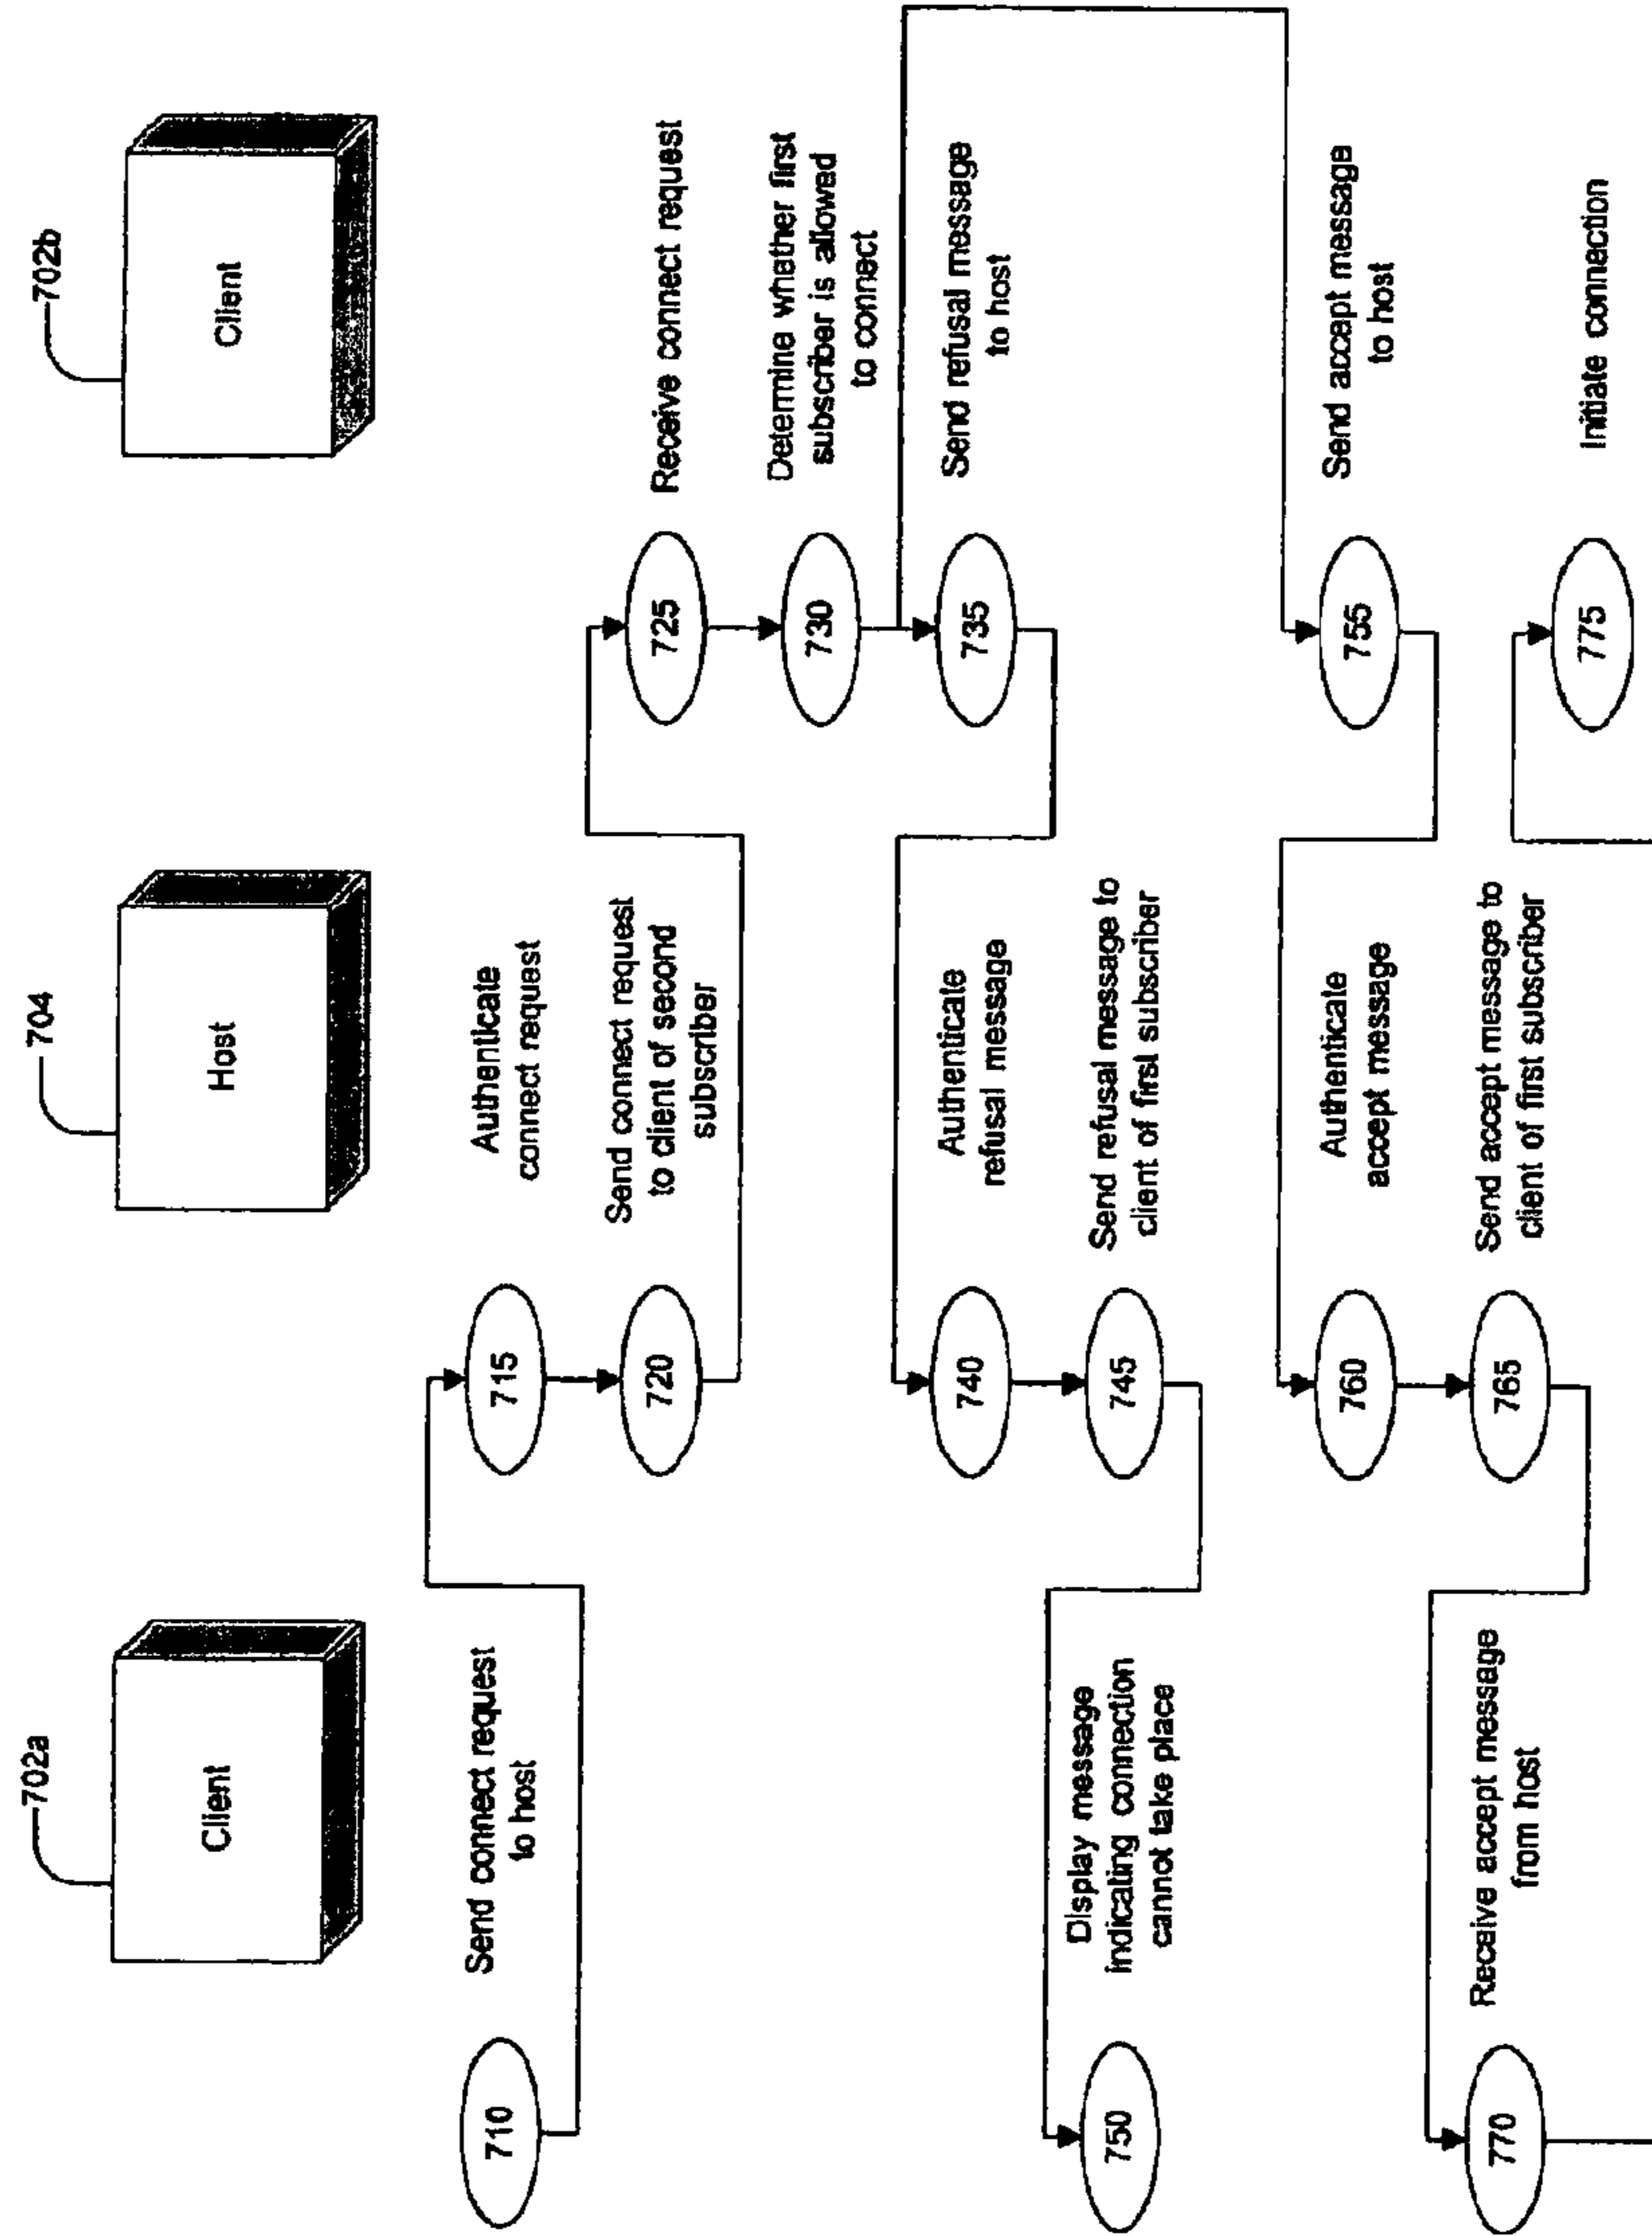 702a
704
702b
Client
Host
Client
710
Send connect request
to host
715
Authenticate
connect request
720
Send connect request
to client of second
subscriber
725
Receive connect request
730
Determine whether first
subscriber is allowed
to connect
735
Send refusal message
to host
740
Authenticate
refusal message
745
Send refusal message to
client of first subscriber
750
Display message
indicating connection
cannot take place
755
Send accept message
to host
760
Authenticate
accept message
765
Send accept message to
client of first subscriber
770
Receive accept message
from host
775
Initiate connection